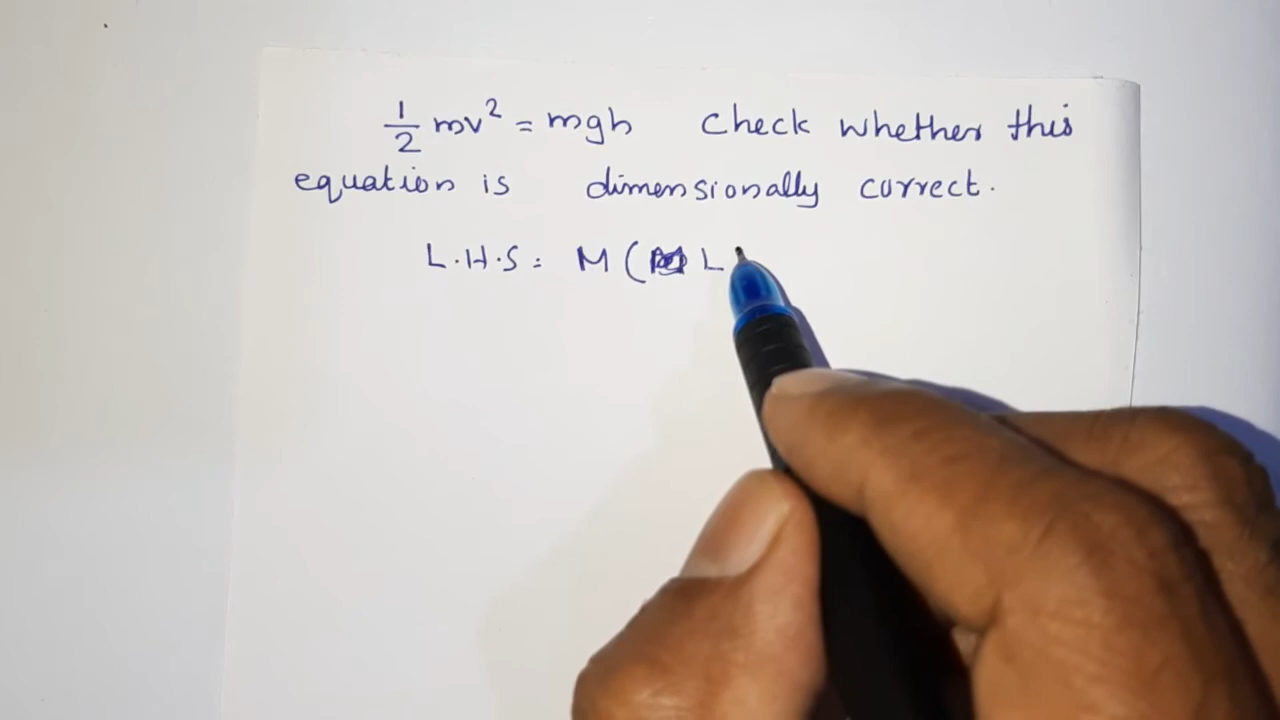 1/2 mv² = mgh check whether this
equation is dimensionally correct.
L.H.S = M ( L